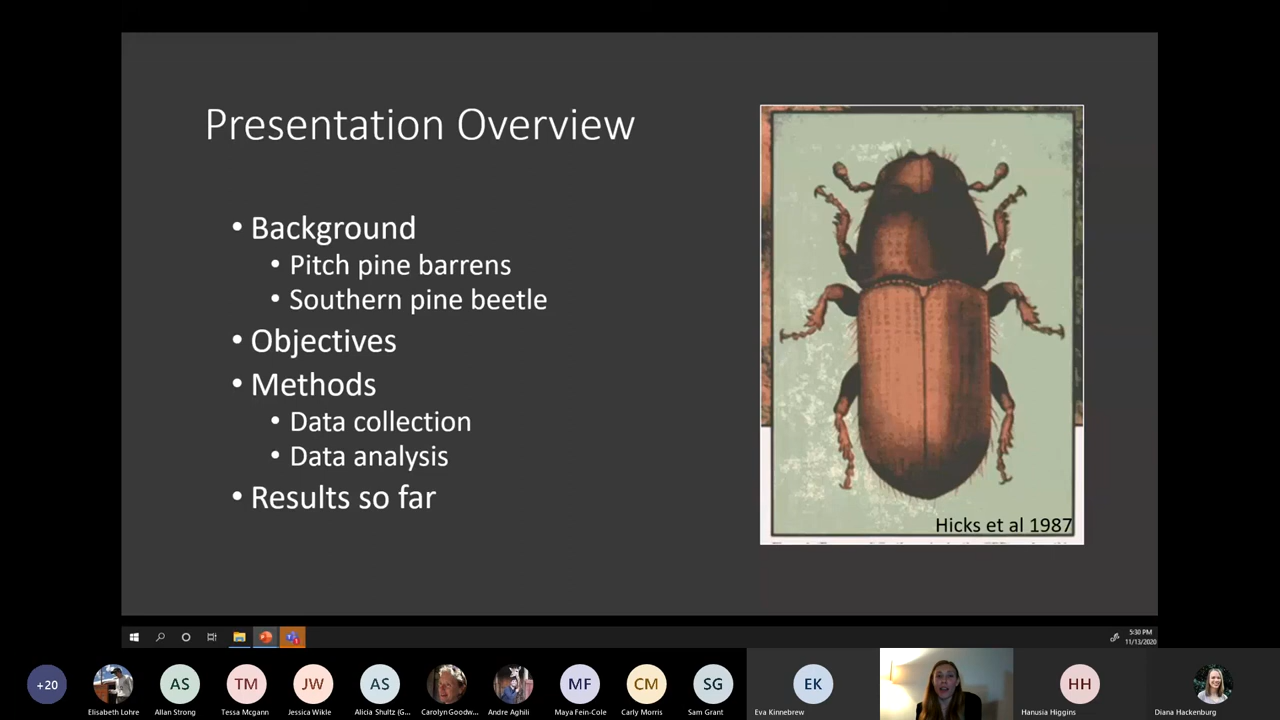 Presentation Overview
• Background
• Pitch pine barrens
• Southern pine beetle
• Objectives
• Methods
• Data collection
• Data analysis
• Results so far
Hicks et al 1987
5:30 PM
11/13/2020
+20
AS
TM
JW
AS
MF
CM
SG
EK
HH
Elisabeth Lohre
Allan Strong
Tessa Mcgann
Jessica Wikle
Alicia Shultz (G...
CarolynGoodw...
Andre Aghili
Maya Fein-Cole
Carly Morris
Sam Grant
Eva Kinnebrew
Hanusia Higgins
Diana Hackenburg